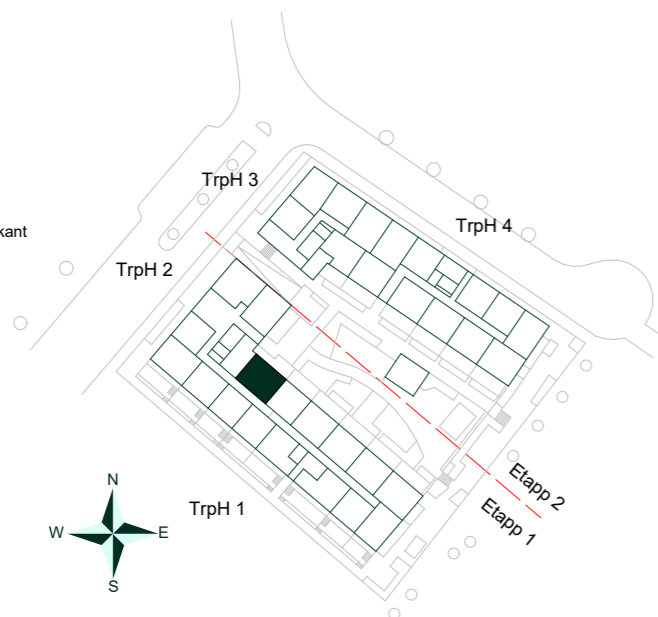 TrpH 3
TrpH 4
kant
TrpH 2
Etapp 2
Etapp 1
TrpH 1
N
W E
S